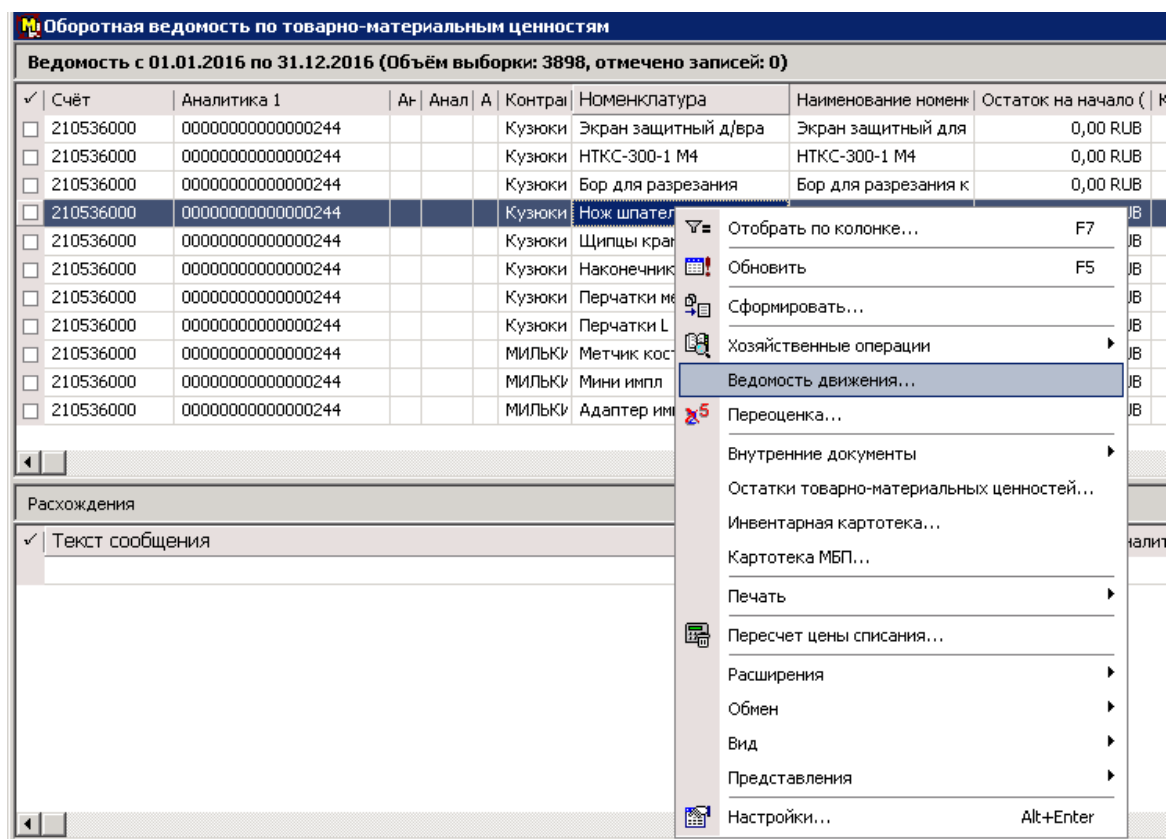 Оборотная ведомость по товарно-материальным ценностям
Ведомость с 01.01.2016 по 31.12.2016 (Объём выборки: 3898, отмечено записей: 0)
Счёт Аналитика 1 Ан Анал А Контра Номенклатура Наименование номен Остаток на начало ( К
210536000 00000000000000244 Кузюки Экран защитный д/вра Экран защитный для 0,00 RUB
210536000 00000000000000244 Кузюки НТКС-300-1 М4 НТКС-300-1 М4 0,00 RUB
210536000 00000000000000244 Кузюки Бор для разрезания Бор для разрезания к 0,00 RUB
210536000 00000000000000244 Кузюки Нож шпател
210536000 00000000000000244 Кузюки Щипцы кра
210536000 00000000000000244 Кузюки Наконечник
210536000 00000000000000244 Кузюки Перчатки ме
210536000 00000000000000244 Кузюки Перчатки L
210536000 00000000000000244 МИЛЬКИ Метчик кос
210536000 00000000000000244 МИЛЬКИ Мини импл
210536000 00000000000000244 МИЛЬКИ Адаптер им
Отобрать по колонке... F7
Обновить F5
Сформировать...
Хозяйственные операции
Ведомость движения...
Переоценка...
Внутренние документы
Остатки товарно-материальных ценностей...
Инвентарная картотека...
Картотека МБП...
Печать
Пересчет цены списания...
Расширения
Обмен
Вид
Представления
Настройки... Alt+Enter
Расхождения
Текст сообщения